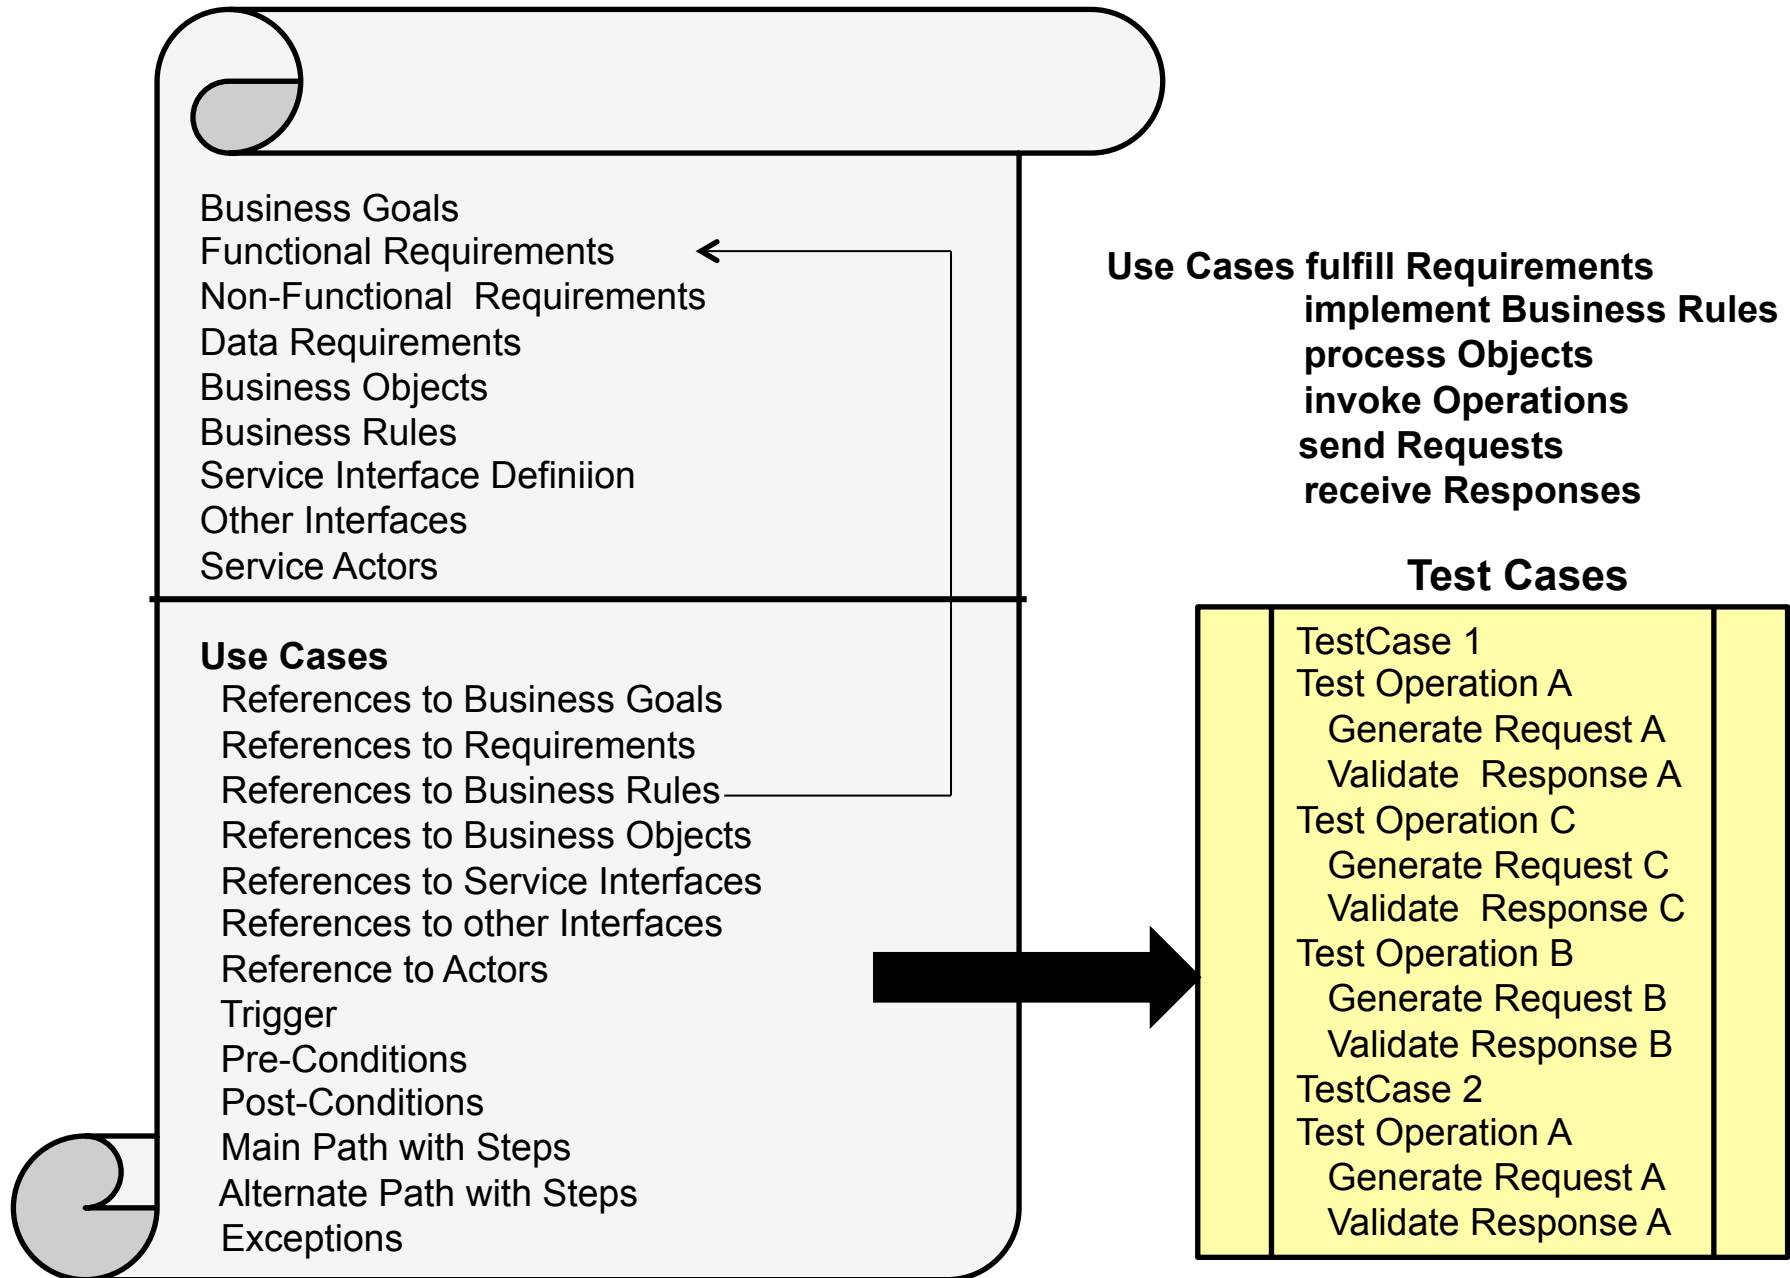 Business Goals
Functional Requirements
Non-Functional  Requirements
Data Requirements
Business Objects
Business Rules
Service Interface Definiion
Other Interfaces
Service Actors
Use Cases
References to Business Goals
References to Requirements
References to Business Rules
References to Business Objects
References to Service Interfaces
References to other Interfaces
Reference to Actors
Trigger
Pre-Conditions
Post-Conditions
Main Path with Steps
Alternate Path with Steps
Exceptions
Use Cases fulfill Requirements
implement Business Rules
process Objects
invoke Operations
send Requests
receive Responses
Test Cases
TestCase 1
Test Operation A
Generate Request A
Validate  Response A
Test Operation C
Generate Request C
Validate  Response C
Test Operation B
Generate Request B
Validate Response B
TestCase 2
Test Operation A
Generate Request A
Validate Response A